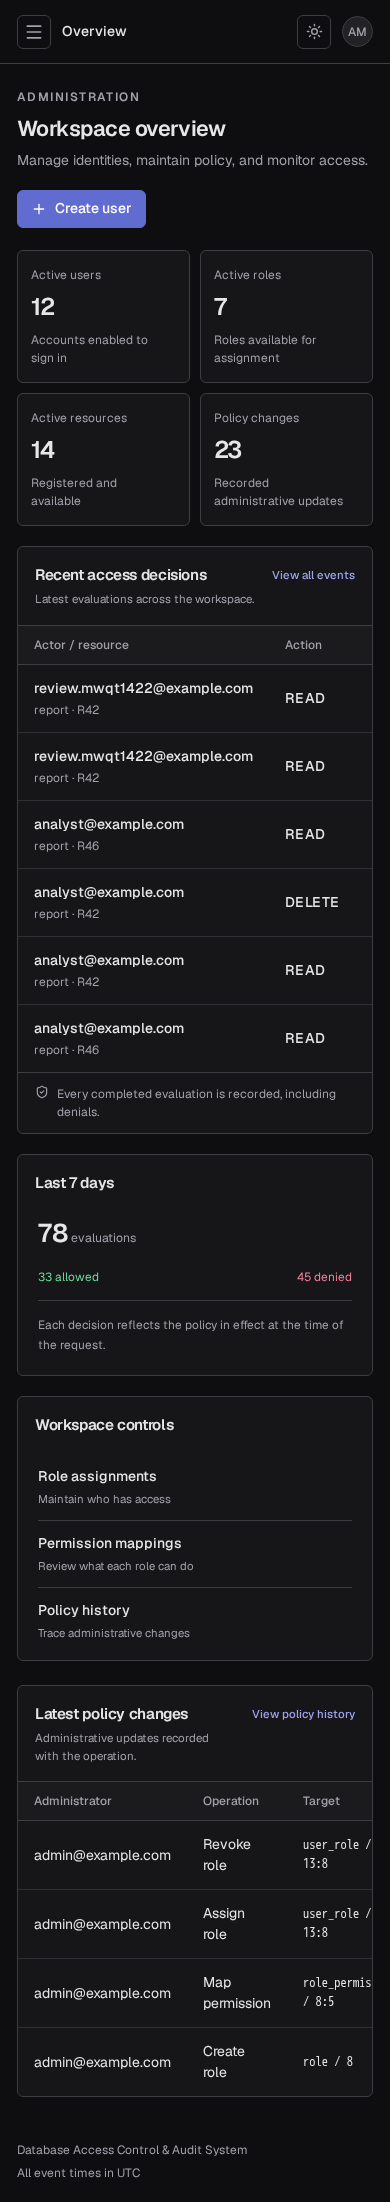 Overview
AM
ADMINISTRATION
Workspace overview
Manage identities, maintain policy, and monitor access.
+ Create user
Active users
12
Accounts enabled to
sign in
Active roles
7
Roles available for
assignment
Active resources
14
Registered and
available
Policy changes
23
Recorded
administrative updates
Recent access decisions
View all events
Latest evaluations across the workspace.
Actor / resource Action
review.mwqt1422@example.com
report · R42
READ
review.mwqt1422@example.com
report · R42
READ
analyst@example.com
report · R46
READ
analyst@example.com
report · R42
DELETE
analyst@example.com
report · R42
READ
analyst@example.com
report · R46
READ
Every completed evaluation is recorded, including
denials.
Last 7 days
78 evaluations
33 allowed 45 denied
Each decision reflects the policy in effect at the time of
the request.
Workspace controls
Role assignments
Maintain who has access
Permission mappings
Review what each role can do
Policy history
Trace administrative changes
Latest policy changes
View policy history
Administrative updates recorded
with the operation.
Administrator Operation Target
admin@example.com
Revoke
role
user_role /
13:8
admin@example.com
Assign
role
user_role /
13:8
admin@example.com
Map
permission
role_permis
/ 8:5
admin@example.com
Create
role
role / 8
Database Access Control & Audit System
All event times in UTC